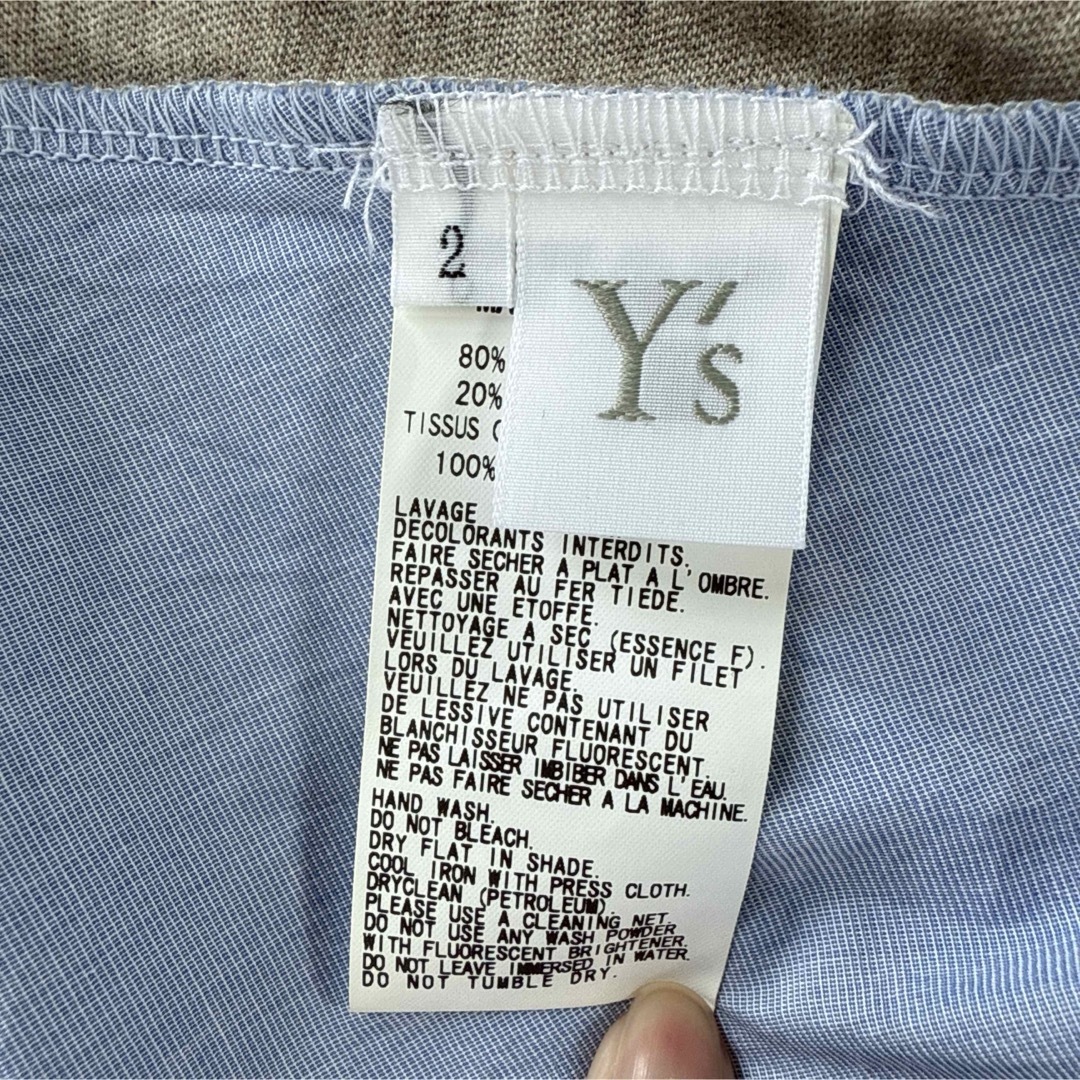 2
Y's
80%
20%
TISSUS
100%
LAVAGE
DECOLORANTS INTERDITS.
FAIRE SECHER A PLAT A L'OMBRE.
REPASSER AU FER TIEDE.
AVEC UNE ETOFFE.
NETTOYAGE A SEC (ESSENCE F).
VEUILLEZ UTILISER UN FILET
LORS DU LAVAGE.
VEUILLEZ NE PAS UTILISER
DE LESSIVE CONTENANT DU
BLANCHISSEUR FLUORESCENT.
NE PAS LAISSER IMBIBER DANS L'EAU.
NE PAS FAIRE SECHER A LA MACHINE.
HAND WASH.
DO NOT BLEACH.
DRY FLAT IN SHADE.
COOL IRON WITH PRESS CLOTH.
DRYCLEAN (PETROLEUM)
PLEASE USE A CLEANING NET.
DO NOT USE ANY WASH POWDER
WITH FLUORESCENT BRIGHTENER.
DO NOT LEAVE IMMERSED IN WATER.
DO NOT TUMBLE DRY.